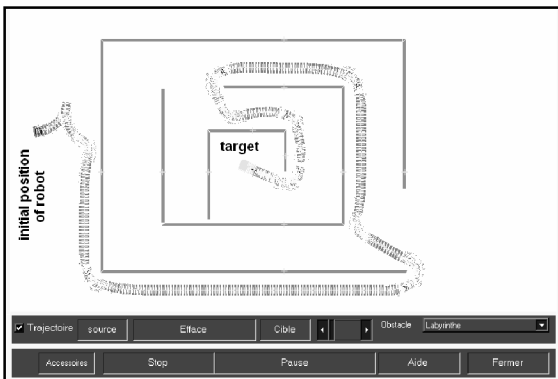 target
initial position
of robot
Trajectoire source Efface Cible Obstacle Labyrinthe
Accessoires Stop Pause Aide Fermer